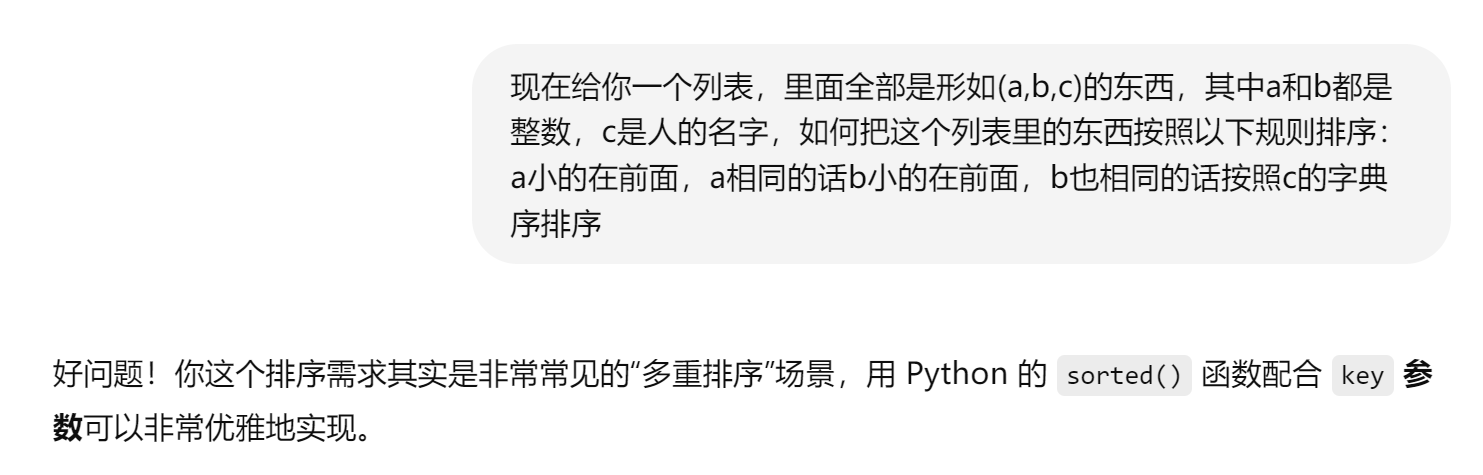 现在给你一个列表，里面全部是形如(a,b,c)的东西，其中a和b都是
整数，c是人的名字，如何把这个列表里的东西按照以下规则排序：
a小的在前面，a相同的话b小的在前面，b也相同的话按照c的字典
序排序
好问题！你这个排序需求其实是非常常见的“多重排序”场景，用 Python 的 sorted() 函数配合 key 参
数可以非常优雅地实现。